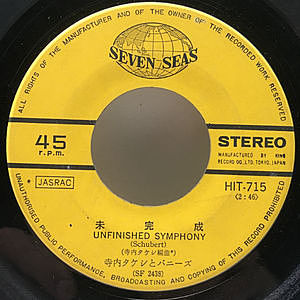 ALL RIGHTS OF THE MANUFACTURER AND OF THE OWNER OF THE RECORDED WORK RESERVED
SEVEN SEAS
45
r.p.m.
STEREO
MANUFACTURED BY KING
RECORD CO., LTD. TOKYO, JAPAN
JASRAC
HIT-715
(2:46)
未完成
UNFINISHED SYMPHONY
(Schubert)
(寺内タケシ編曲*)
寺内タケシとバニーズ
(SF 2438)
UNAUTHORISED PUBLIC PERFORMANCE, BROADCASTING AND COPYING OF THIS RECORD PROHIBITED